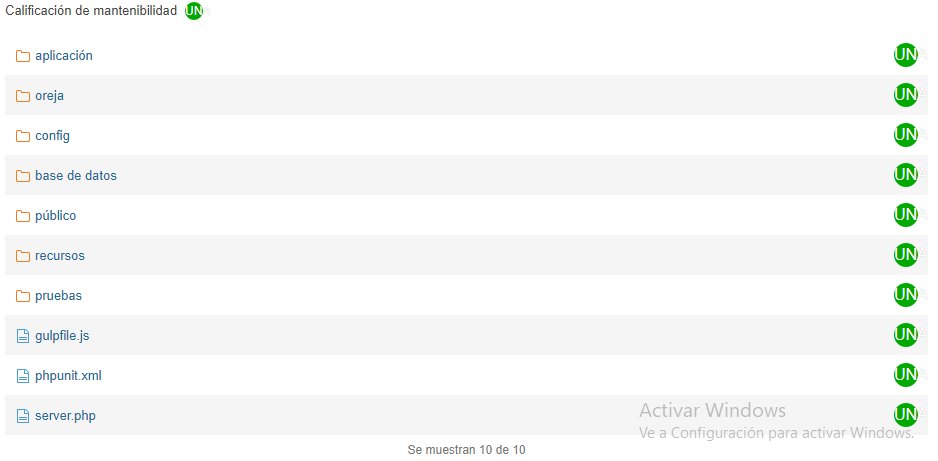 Calificación de mantenibilidad UN
aplicación UN
oreja UN
config UN
base de datos UN
público UN
recursos UN
pruebas UN
gulpfile.js UN
phpunit.xml UN
server.php UN
Activar Windows
Ve a Configuración para activar Windows.
Se muestran 10 de 10